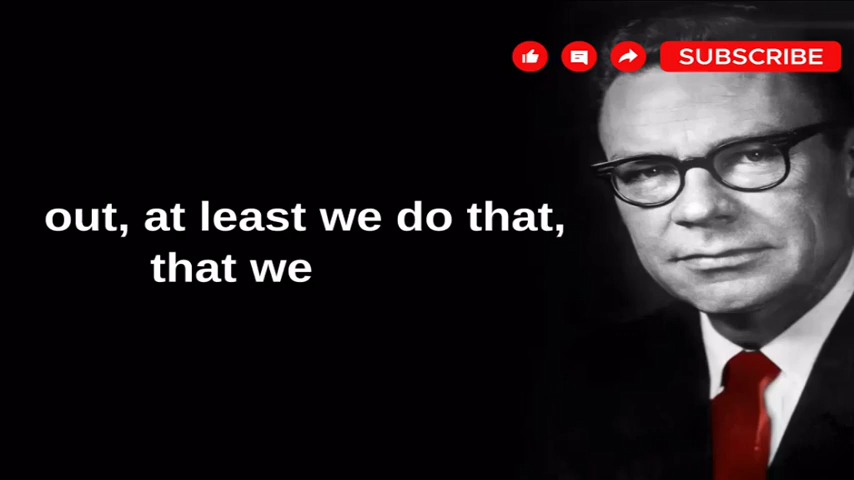 SUBSCRIBE
out, at least we do that,
that we